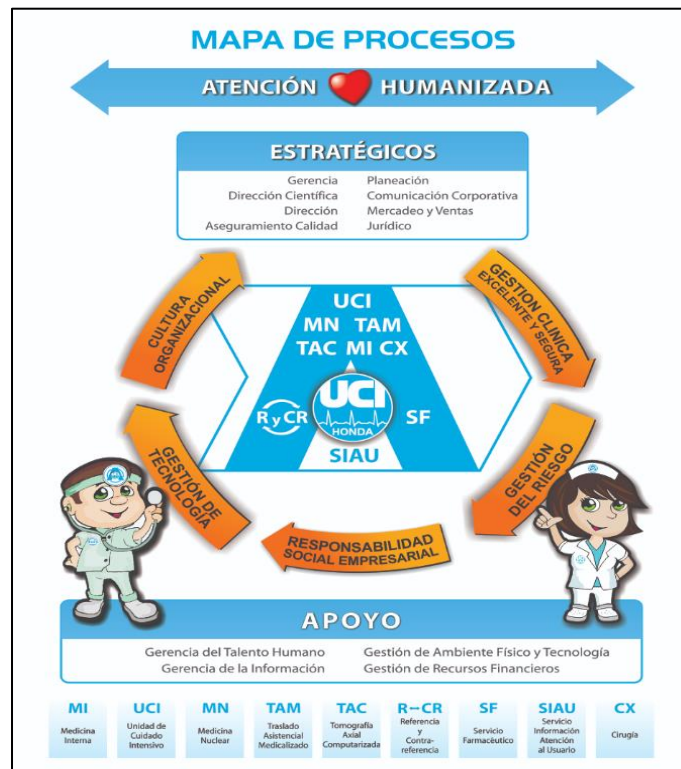 MAPA DE PROCESOS
ATENCIÓN HUMANIZADA
ESTRATÉGICOS
Gerencia Planeación
Dirección Científica Comunicación Corporativa
Dirección Mercadeo y Ventas
Aseguramiento Calidad Jurídico
CULTURA
ORGANIZACIONAL
GESTIÓN CLÍNICA
EXCELENTE Y SEGURA
UCI
MN TAM
TAC MI CX
R y CR
UCI
HONDA
SF
SIAU
GESTIÓN DE
TECNOLOGÍA
GESTIÓN
DEL RIESGO
RESPONSABILIDAD
SOCIAL EMPRESARIAL
APOYO
Gerencia del Talento Humano Gestión de Ambiente Físico y Tecnología
Gerencia de la Información Gestión de Recursos Financieros
MI
Medicina
Interna
UCI
Unidad de
Cuidado
Intensivo
MN
Medicina
Nuclear
TAM
Traslado
Asistencial
Medicalizado
TAC
Tomografía
Axial
Computarizada
R↔CR
Referencia
y
Contra-
referencia
SF
Servicio
Farmacèutico
SIAU
Servicio
Información
Atención
al Usuario
CX
Cirugía